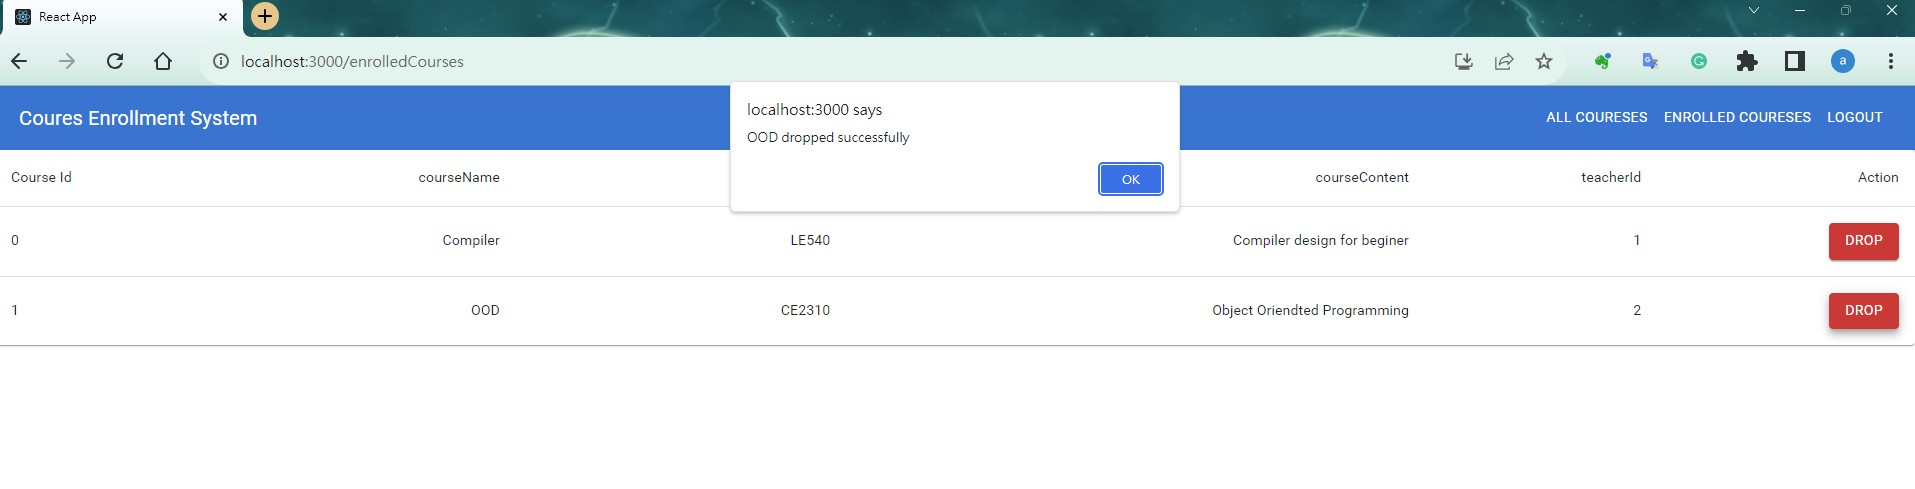 React App
localhost:3000/enrolledCourses
a
localhost:3000 says
OOD dropped successfully
OK
Coures Enrollment System
ALL COURESES ENROLLED COURESES LOGOUT
Course Id courseName courseContent teacherId Action
0 Compiler LE540 Compiler design for beginer 1 DROP
1 OOD CE2310 Object Oriendted Programming 2 DROP